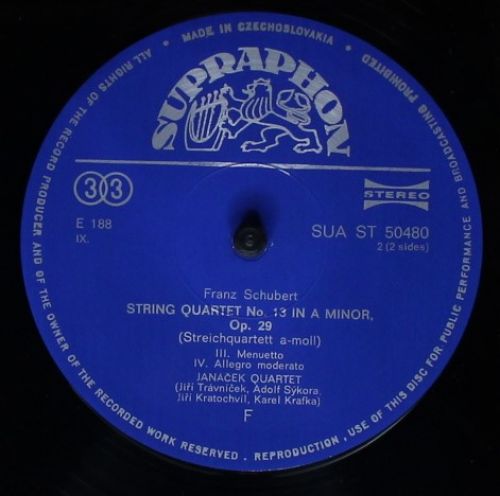 MADE IN CZECHOSLOVAKIA
ALL RIGHTS OF THE RECORD PRODUCER AND OF THE OWNER OF THE RECORDED WORK RESERVED . REPRODUCTION, USE OF THIS DISC FOR PUBLIC PERFORMANCE AND BROADCASTING PROHIBITED
SUPRAPHON
33
STEREO
E 188
IX.
SUA ST 50480
2 (2 sides)
Franz Schubert
STRING QUARTET No. 13 IN A MINOR,
Op. 29
(Streichquartett a-moll)
III. Menuetto
IV. Allegro moderato
JANÁČEK QUARTET
(Jiří Trávníček, Adolf Sýkora,
Jiří Kratochvíl, Karel Krafka)
F